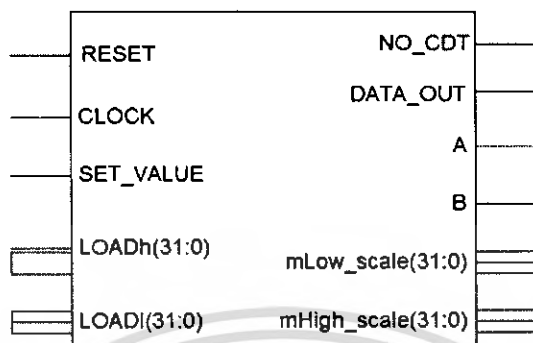 RESET
CLOCK
SET_VALUE
LOADh(31:0)
LOADl(31:0)
NO_CDT
DATA_OUT
A
B
mLow_scale(31:0)
mHigh_scale(31:0)